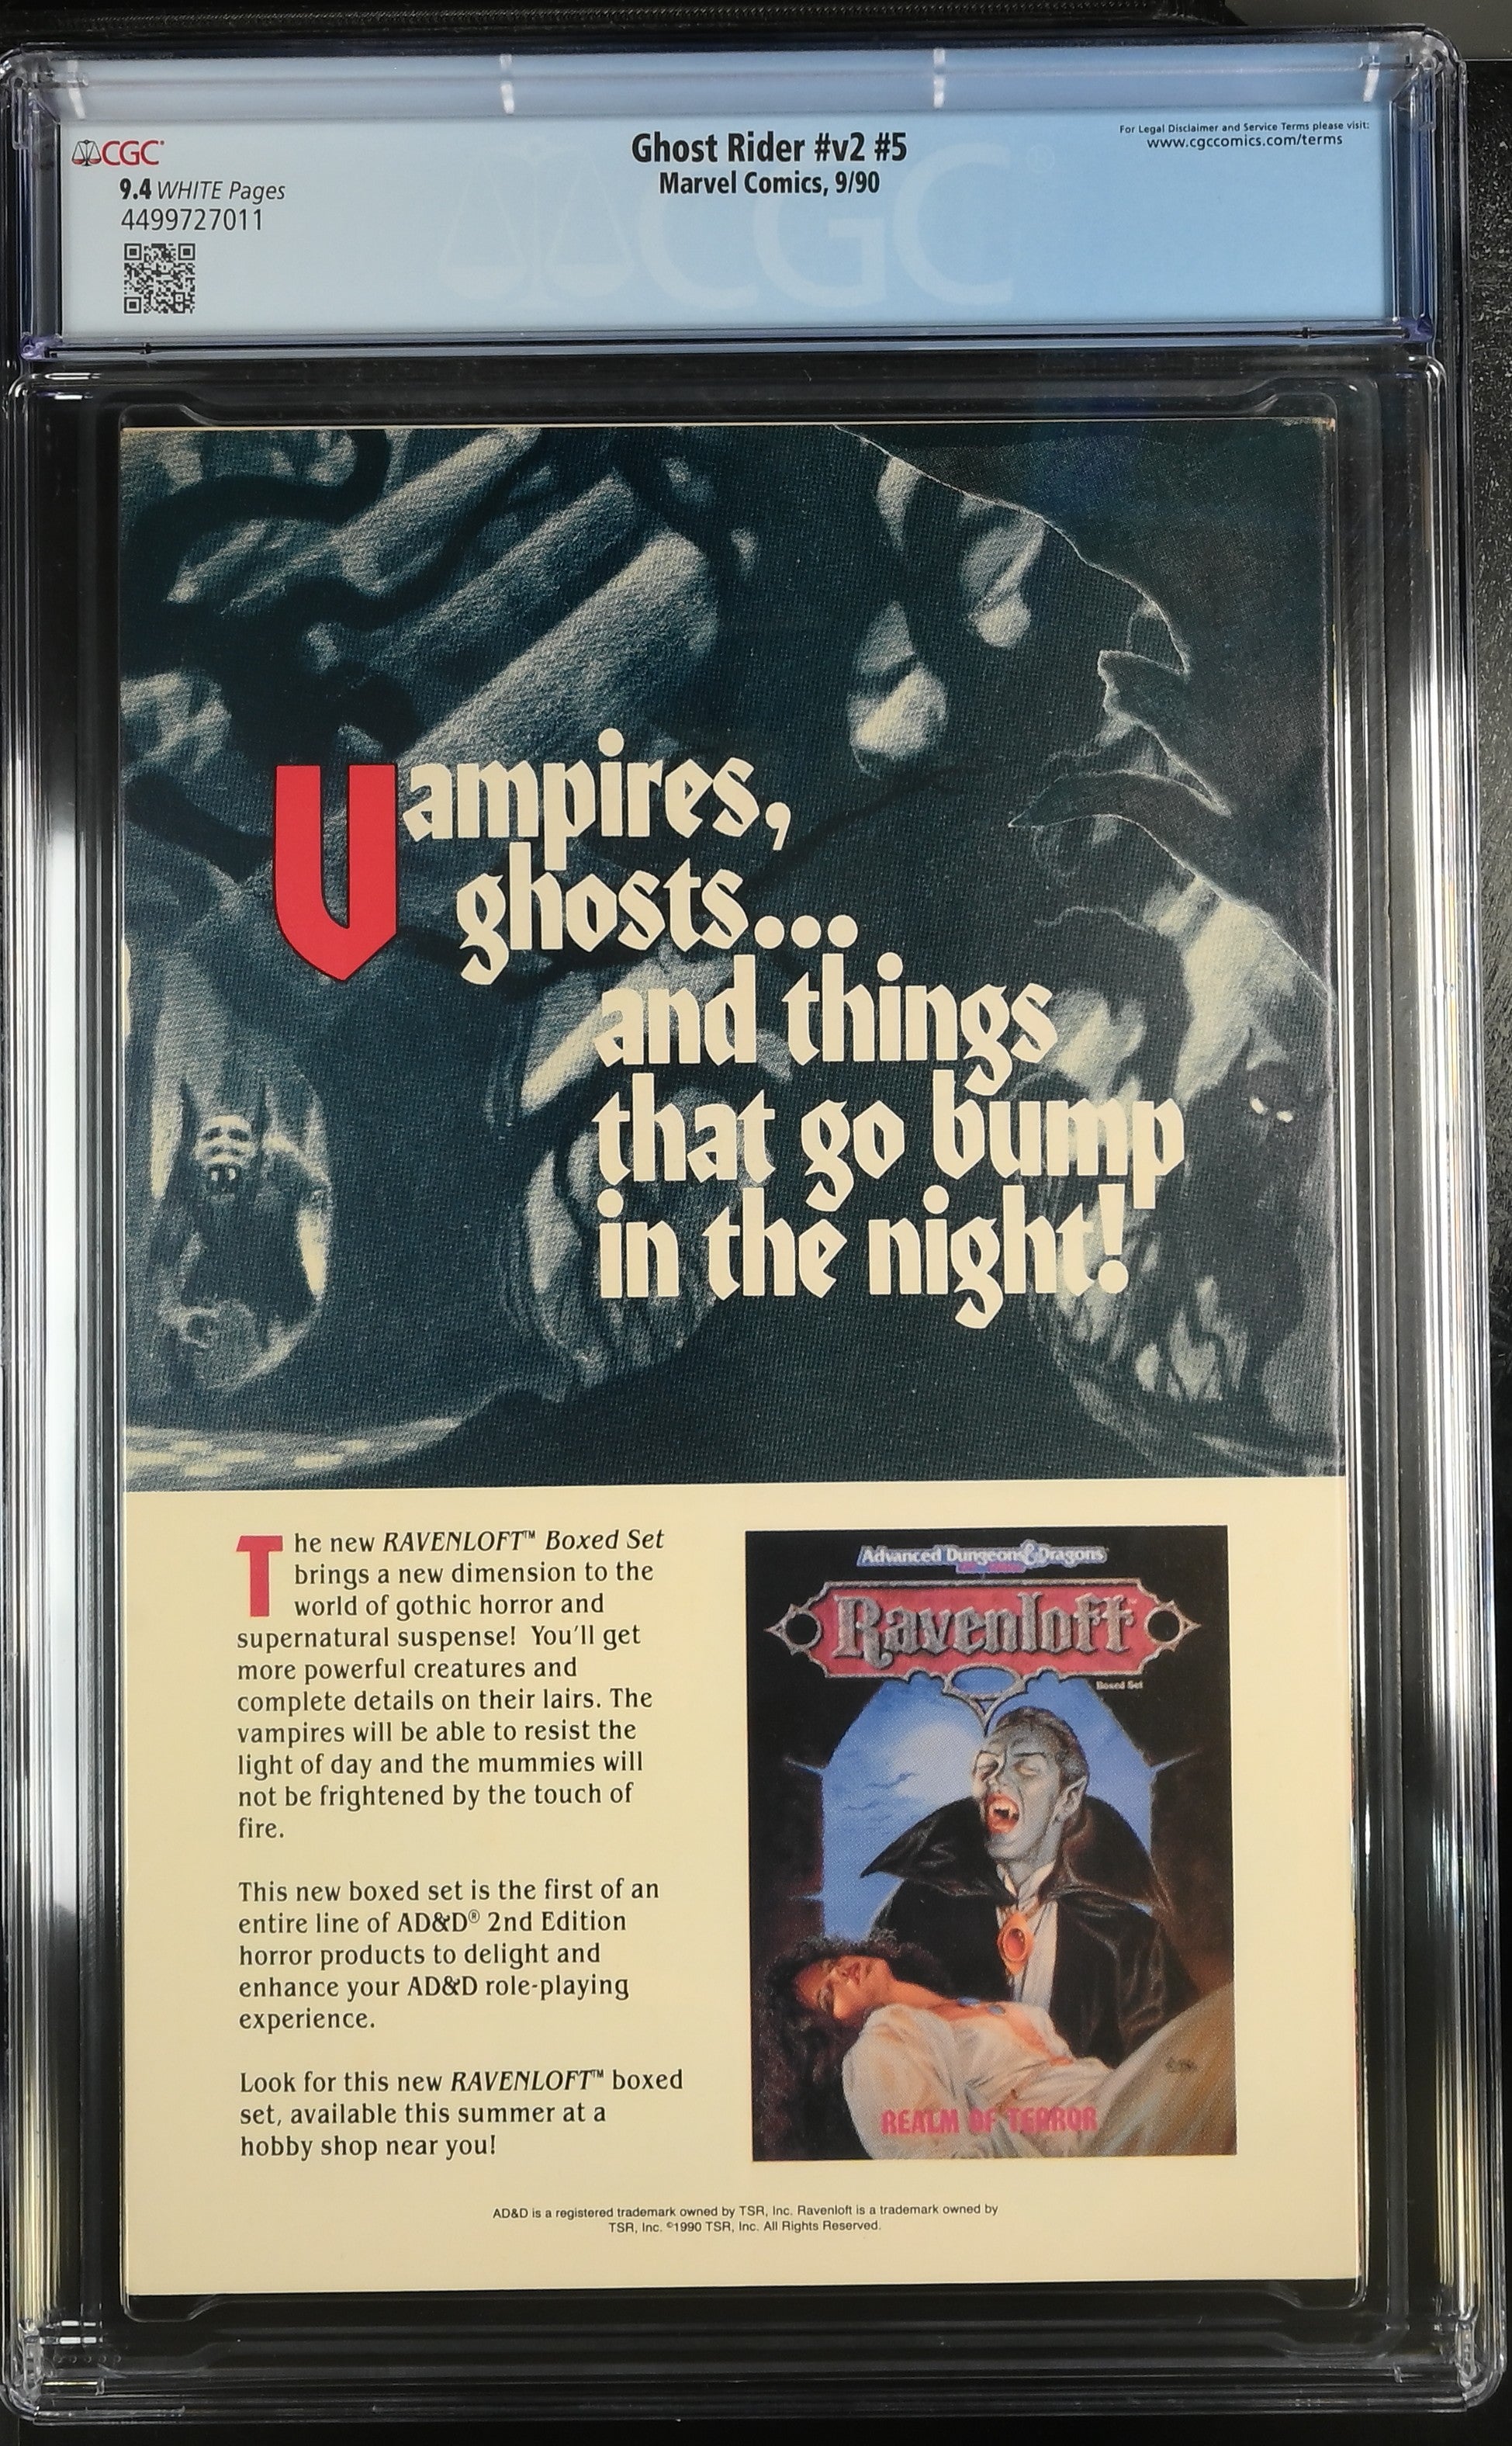 CGC
Ghost Rider #v2 #5
Marvel Comics, 9/90
For Legal Disclaimer and Service Terms please visit:
www.cgccomics.com/terms
9.4 WHITE Pages
4499727011
CGC®
Vampires,
ghosts...
and things
that go bump
in the night!
The new RAVENLOFT™ Boxed Set
brings a new dimension to the
world of gothic horror and
supernatural suspense! You'll get
more powerful creatures and
complete details on their lairs. The
vampires will be able to resist the
light of day and the mummies will
not be frightened by the touch of
fire.
This new boxed set is the first of an
entire line of AD&D® 2nd Edition
horror products to delight and
enhance your AD&D role-playing
experience.
Look for this new RAVENLOFT™ boxed
set, available this summer at a
hobby shop near you!
Advanced Dungeons & Dragons
Ravenloft
Boxed Set
REALM OF TERROR
AD&D is a registered trademark owned by TSR, Inc. Ravenloft is a trademark owned by
TSR, Inc. ©1990 TSR, Inc. All Rights Reserved.